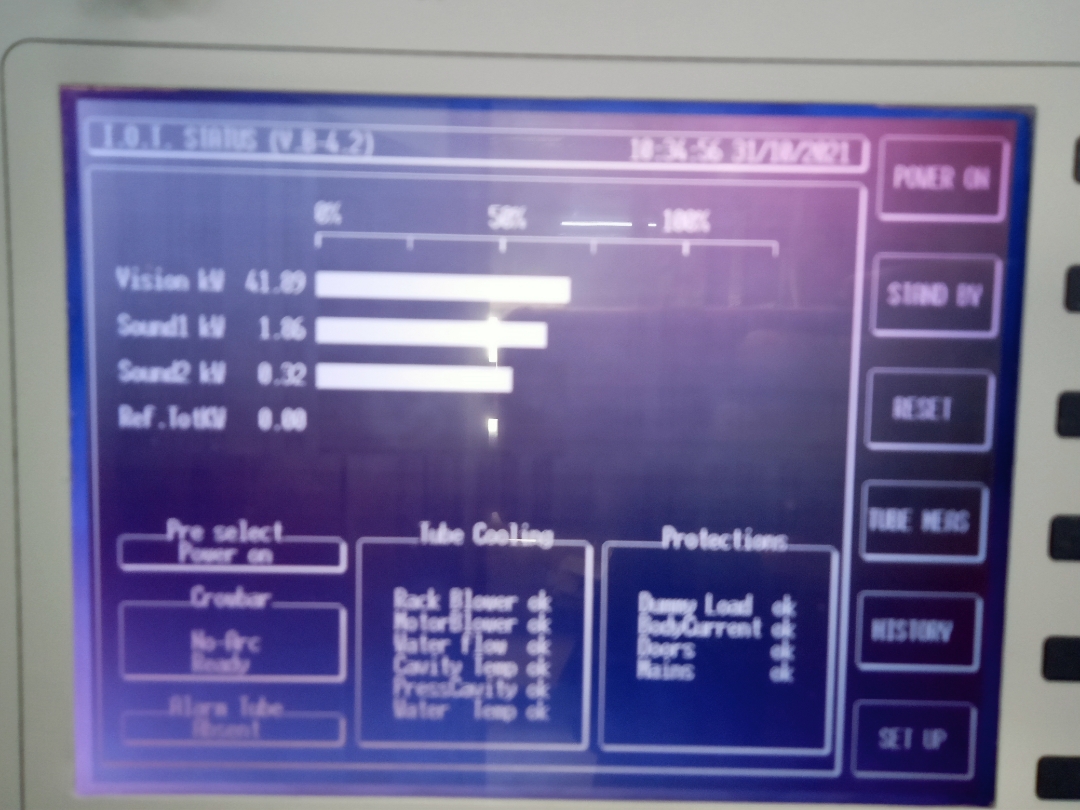 I.O.T. STATUS (V.B-4.2) 10:36:56 31/10/2021
0% 50% 100%
Vision kW 41.89
Sound1 kW 1.86
Sound2 kW 0.32
Ref.TotKW 0.00
Pre select
Power on
Crowbar
No-Arc
Ready
Alarm Tube
Absent
Tube Cooling
Rack Blower ok
MotorBlower ok
Water flow ok
Cavity Temp ok
PressCavity ok
Water Temp ok
Protections
Dummy Load ok
BodyCurrent ok
Doors ok
Mains ok
POWER ON
STAND BY
RESET
TUBE MEAS
HISTORY
SET UP